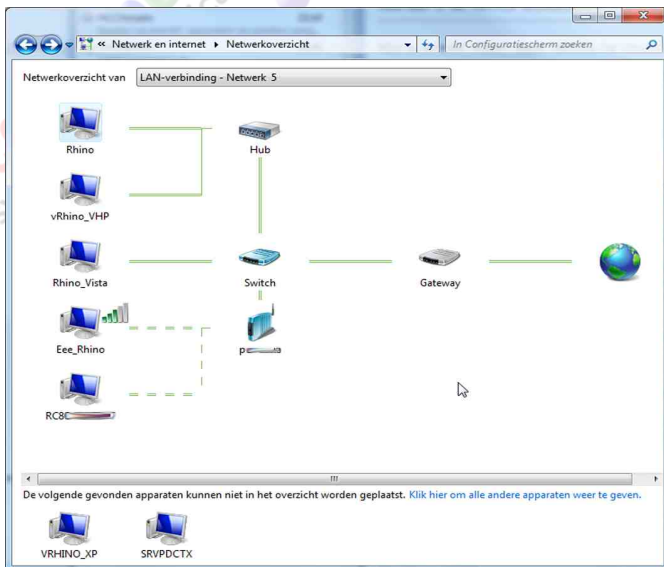 « Netwerk en internet ▸ Netwerkoverzicht
In Configuratiescherm zoeken
Netwerkoverzicht van
LAN-verbinding - Netwerk 5
Rhino
Hub
vRhino_VHP
Rhino_Vista
Switch
Gateway
Eee_Rhino
De volgende gevonden apparaten kunnen niet in het overzicht worden geplaatst. Klik hier om alle andere apparaten weer te geven.
VRHINO_XP
SRVPDCTX